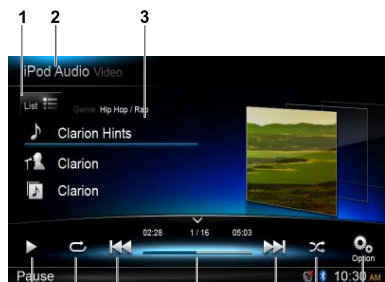 1 2 3
iPod Audio Video
List Genre Hip Hop / Rap
Clarion Hints
Clarion
Clarion
02:28 1 / 16 05:03
Option
Pause 10:30 AM